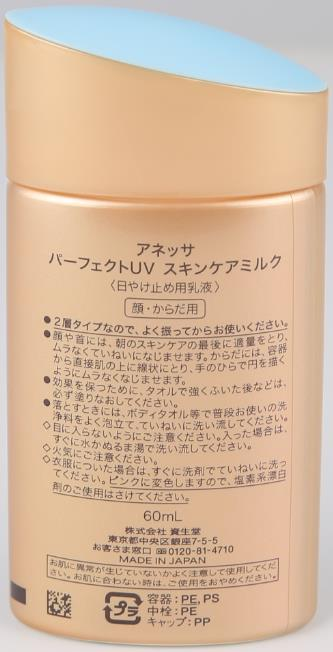 アネッサ
パーフェクトUV スキンケアミルク
〈日やけ止め用乳液〉
顔・からだ用
●2層タイプなので、よく振ってからお使いください。
●顔や首には、朝のスキンケアの最後に適量をとり、
ムラなくていねいになじませます。からだには、容器
から直接肌の上に線状にとり、手のひらで円を描く
ようにムラなくなじませます。
●効果を保つために、タオルで強くふいた後などは、
必ず塗りなおしてください。
●落とすときには、ボディタオル等で普段お使いの洗
浄料をよく泡立て、ていねいに洗い流してください。
◇目に入らないようにご注意ください。入った場合は、
すぐに水かぬるま湯で洗い流してください。
◇火気にご注意ください。
◇衣服についた場合は、すぐに洗剤でていねいに洗っ
てください。ピンクに変色しますので、塩素系漂白
剤のご使用はさけてください。
60mL
株式会社 資生堂
東京都中央区銀座7-5-5
お客さま窓口 0120-81-4710
MADE IN JAPAN
お肌に異常が生じていないかよく注意して使用してくだ
さい。お肌に合わない時は、ご使用をおやめください。
プラ
容器：PE, PS
中栓：PE
キャップ：PP